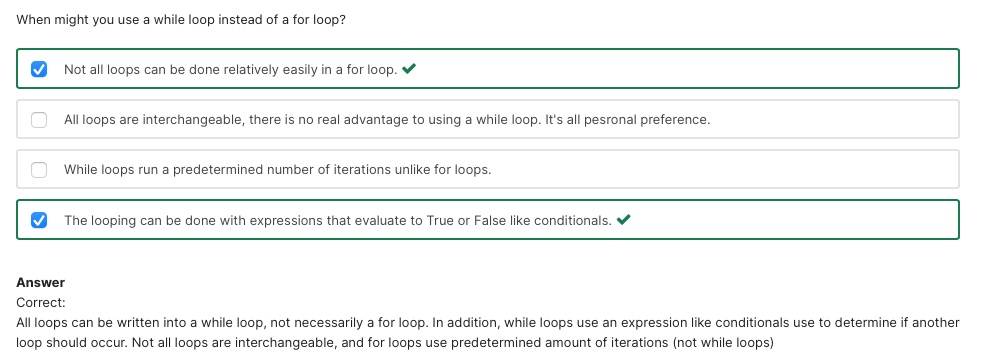 When might you use a while loop instead of a for loop?
Not all loops can be done relatively easily in a for loop.
All loops are interchangeable, there is no real advantage to using a while loop. It's all pesronal preference.
While loops run a predetermined number of iterations unlike for loops.
The looping can be done with expressions that evaluate to True or False like conditionals.
Answer
Correct:
All loops can be written into a while loop, not necessarily a for loop. In addition, while loops use an expression like conditionals use to determine if another
loop should occur. Not all loops are interchangeable, and for loops use predetermined amount of iterations (not while loops)